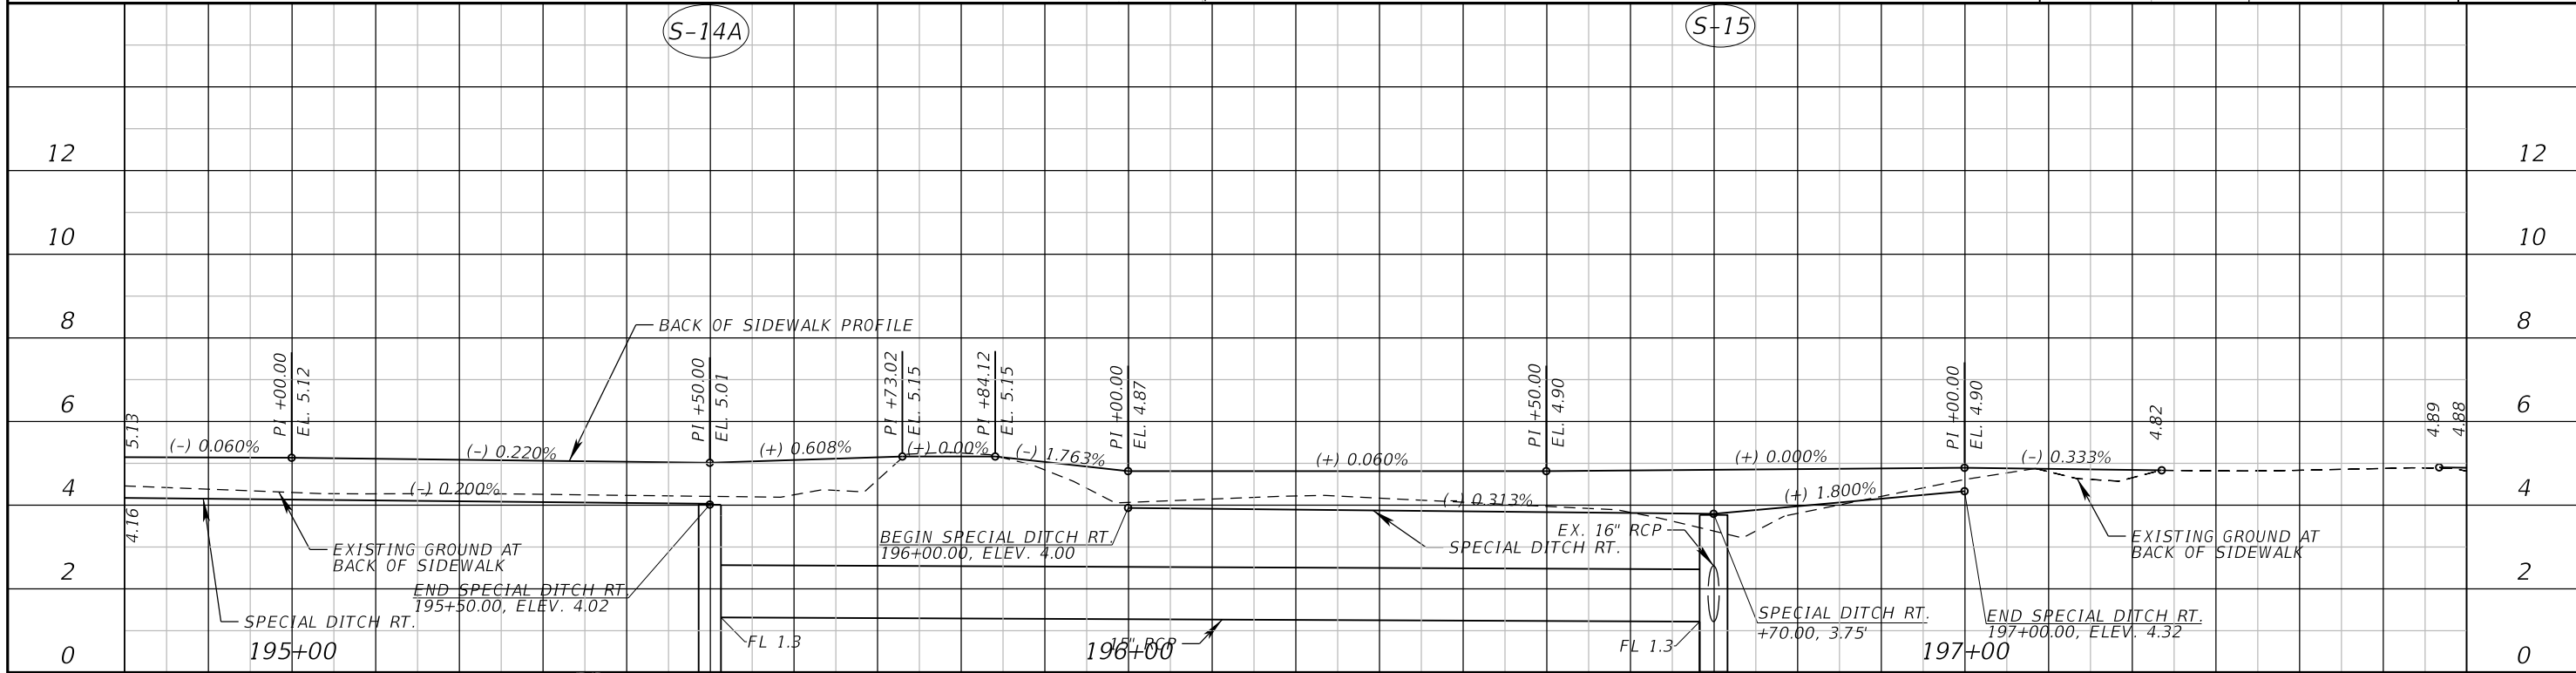 S-14A
S-15
12
12
10
10
8
8
6
6
4
4
2
2
0
0
BACK OF SIDEWALK PROFILE
5.13
4.16
PI +00.00
EL. 5.12
PI +50.00
EL. 5.01
PI +73.02
EL. 5.15
PI +84.12
EL. 5.15
PI +00.00
EL. 4.87
PI +50.00
EL. 4.90
PI +00.00
EL. 4.90
4.82
4.89
4.88
(-) 0.060%
(-) 0.220%
(+) 0.608%
(+) 0.00%
(-) 1.763%
(+) 0.060%
(+) 0.000%
(-) 0.333%
(-) 0.200%
(-) 0.313%
(+) 1.800%
EXISTING GROUND AT
BACK OF SIDEWALK
SPECIAL DITCH RT.
END SPECIAL DITCH RT.
195+50.00, ELEV. 4.02
BEGIN SPECIAL DITCH RT.
196+00.00, ELEV. 4.00
SPECIAL DITCH RT.
EX. 16" RCP
EXISTING GROUND AT
BACK OF SIDEWALK
SPECIAL DITCH RT.
+70.00, 3.75'
END SPECIAL DITCH RT.
197+00.00, ELEV. 4.32
FL 1.3
15" RCP
FL 1.3
195+00
196+00
197+00